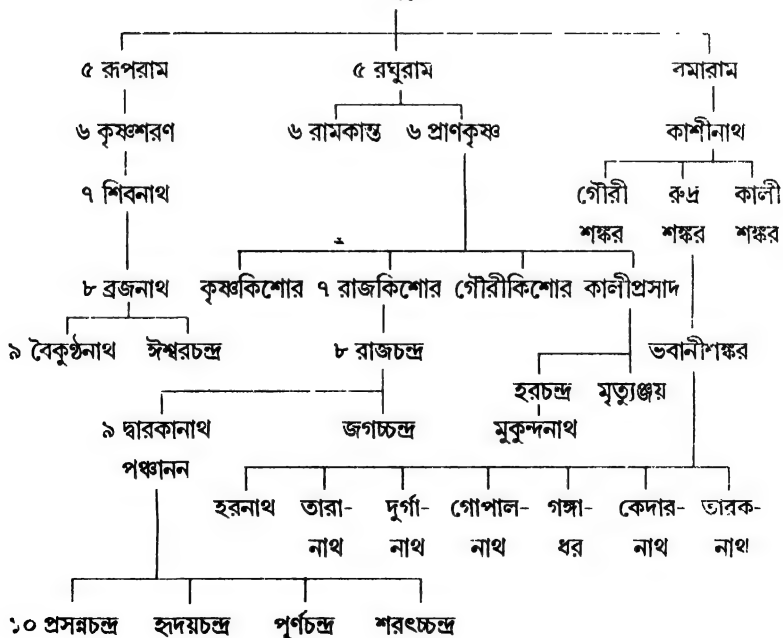 ৫ রূপরাম ৫ রঘুরাম রমারাম
৬ কৃষ্ণশরণ ৬ রামকান্ত ৬ প্রাণকৃষ্ণ কাশীনাথ
৭ শিবনাথ গৌরী রুদ্র কালী
শঙ্কর শঙ্কর শঙ্কর
৮ ব্রজনাথ কৃষ্ণকিশোর ৭ রাজকিশোর গৌরীকিশোর কালীপ্রসাদ
৯ বৈকুণ্ঠনাথ ঈশ্বরচন্দ্র ৮ রাজচন্দ্র ভবানীশঙ্কর
হরচন্দ্র মৃত্যুঞ্জয়
৯ দ্বারকানাথ জগচ্চন্দ্র মুকুন্দনাথ
পঞ্চানন
হরনাথ তারা- দুর্গা- গোপাল- গঙ্গা- কেদার- তারক-
নাথ নাথ নাথ ধর নাথ নাথ
১০ প্রসন্নচন্দ্র হৃদয়চন্দ্র পূর্ণচন্দ্র শরৎচ্চন্দ্র